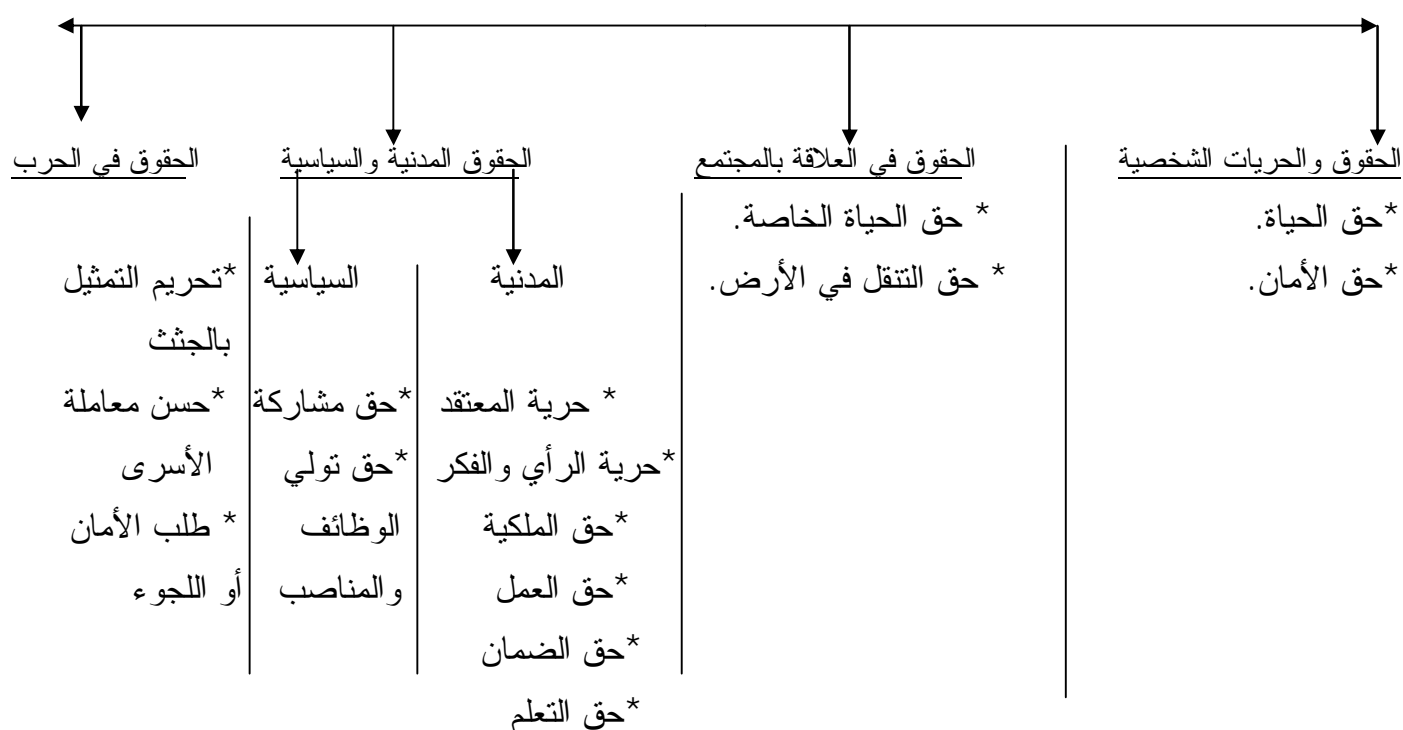 الحقوق والحريات الشخصية
*حق الحياة.
*حق الأمان.
الحقوق في العلاقة بالمجتمع
* حق الحياة الخاصة.
* حق التنقل في الأرض.
الحقوق المدنية والسياسية
المدنية
* حرية المعتقد
*حرية الرأي والفكر
*حق الملكية
*حق العمل
*حق الضمان
*حق التعلم
السياسية
*حق مشاركة
*حق تولي
الوظائف
والمناصب
الحقوق في الحرب
*تحريم التمثيل
بالجثث
*حسن معاملة
الأسرى
* طلب الأمان
أو اللجوء